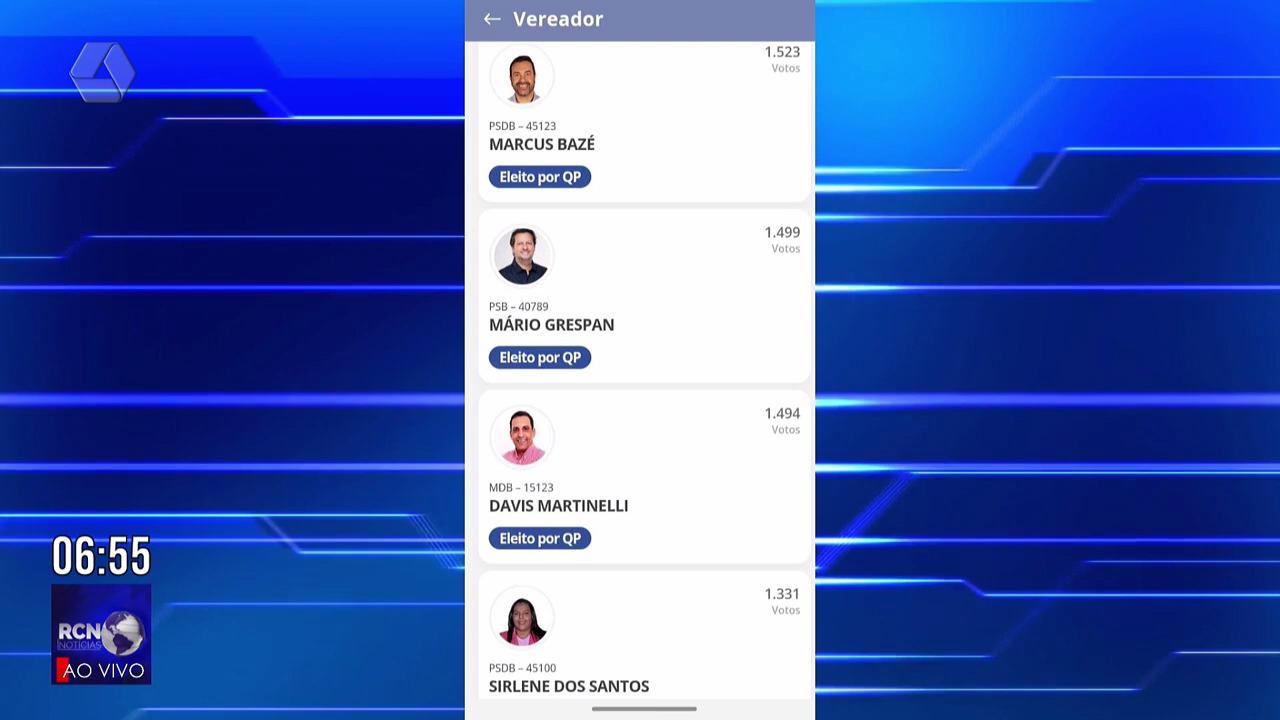 ← Vereador
1.523
Votos
PSDB – 45123
MARCUS BAZÉ
Eleito por QP
1.499
Votos
PSB – 40789
MÁRIO GRESPAN
Eleito por QP
1.494
Votos
MDB – 15123
DAVIS MARTINELLI
Eleito por QP
1.331
Votos
PSDB – 45100
SIRLENE DOS SANTOS
06:55
RCN
NOTÍCIAS
AO VIVO